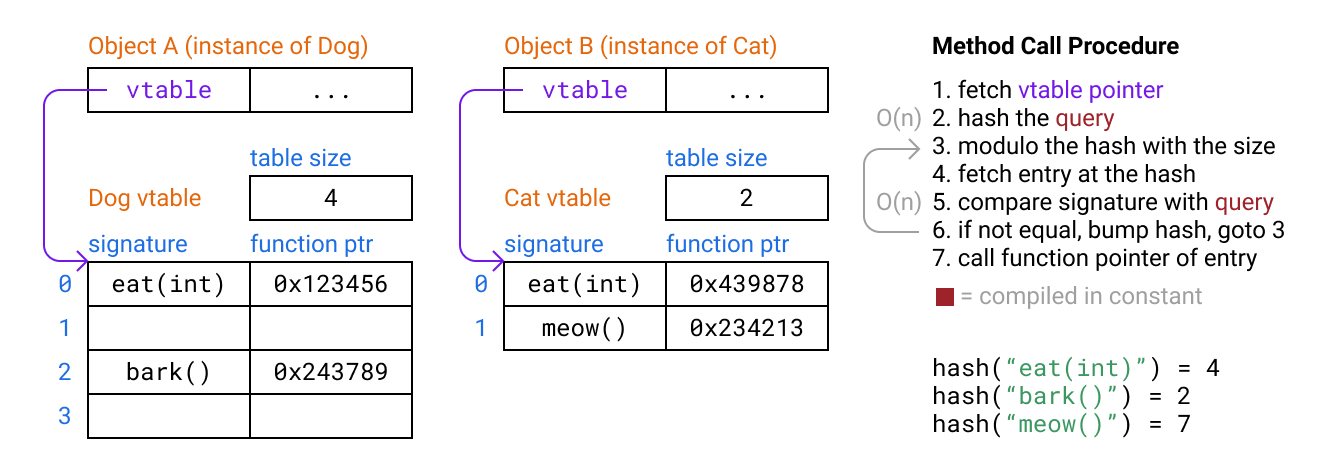 Object A (instance of Dog)
vtable ...
table size
Dog vtable 4
signature function ptr
0 eat(int) 0x123456
1
2 bark() 0x243789
3
Object B (instance of Cat)
vtable ...
table size
Cat vtable 2
signature function ptr
0 eat(int) 0x439878
1 meow() 0x234213
Method Call Procedure
1. fetch vtable pointer
O(n) 2. hash the query
3. modulo the hash with the size
4. fetch entry at the hash
O(n) 5. compare signature with query
6. if not equal, bump hash, goto 3
7. call function pointer of entry
= compiled in constant
hash(“eat(int)”) = 4
hash(“bark()”) = 2
hash(“meow()”) = 7